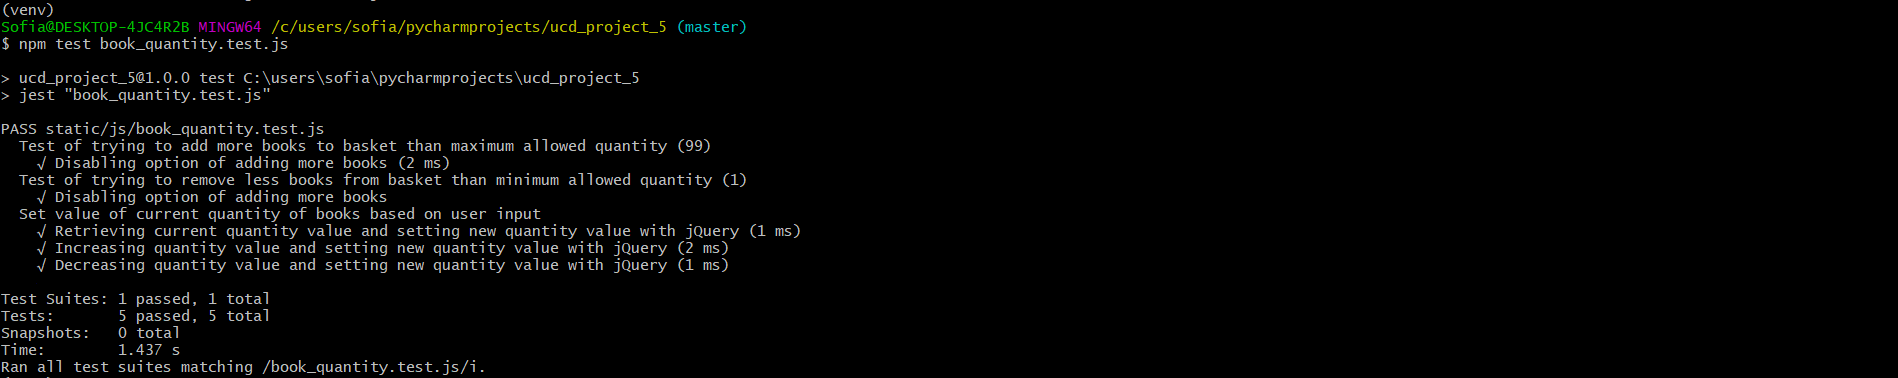 (venv)
Sofia@DESKTOP-4JC4R2B MINGW64 /c/users/sofia/pycharmprojects/ucd_project_5 (master)
$ npm test book_quantity.test.js
> ucd_project_5@1.0.0 test C:\users\sofia\pycharmprojects\ucd_project_5
> jest "book_quantity.test.js"
PASS static/js/book_quantity.test.js
Test of trying to add more books to basket than maximum allowed quantity (99)
√ Disabling option of adding more books (2 ms)
Test of trying to remove less books from basket than minimum allowed quantity (1)
√ Disabling option of adding more books
Set value of current quantity of books based on user input
√ Retrieving current quantity value and setting new quantity value with jQuery (1 ms)
√ Increasing quantity value and setting new quantity value with jQuery (2 ms)
√ Decreasing quantity value and setting new quantity value with jQuery (1 ms)
Test Suites: 1 passed, 1 total
Tests: 5 passed, 5 total
Snapshots: 0 total
Time: 1.437 s
Ran all test suites matching /book_quantity.test.js/i.